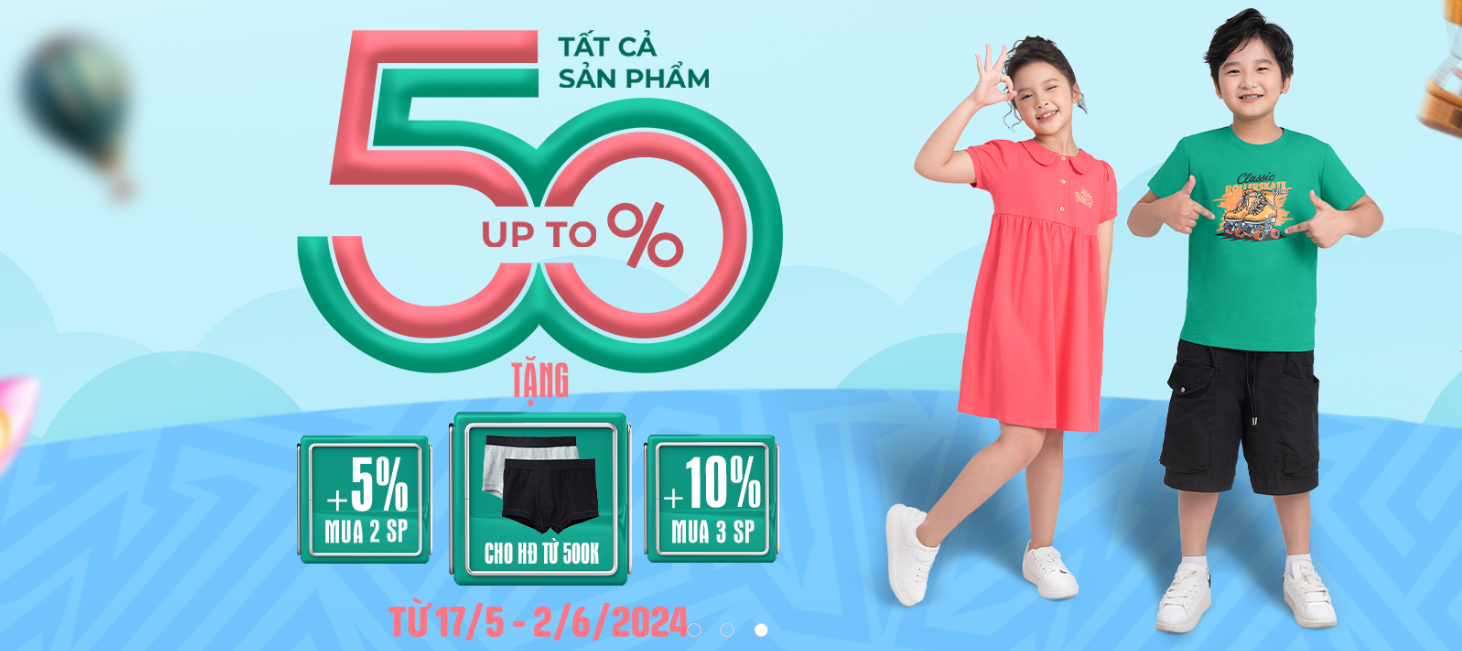 TẤT CẢ
SẢN PHẨM
50
UP TO %
TẶNG
+5%
MUA 2 SP
CHO HĐ TỪ 500K
+10%
MUA 3 SP
TỪ 17/5 - 2/6/2024
Classic
ROLLERSKATE